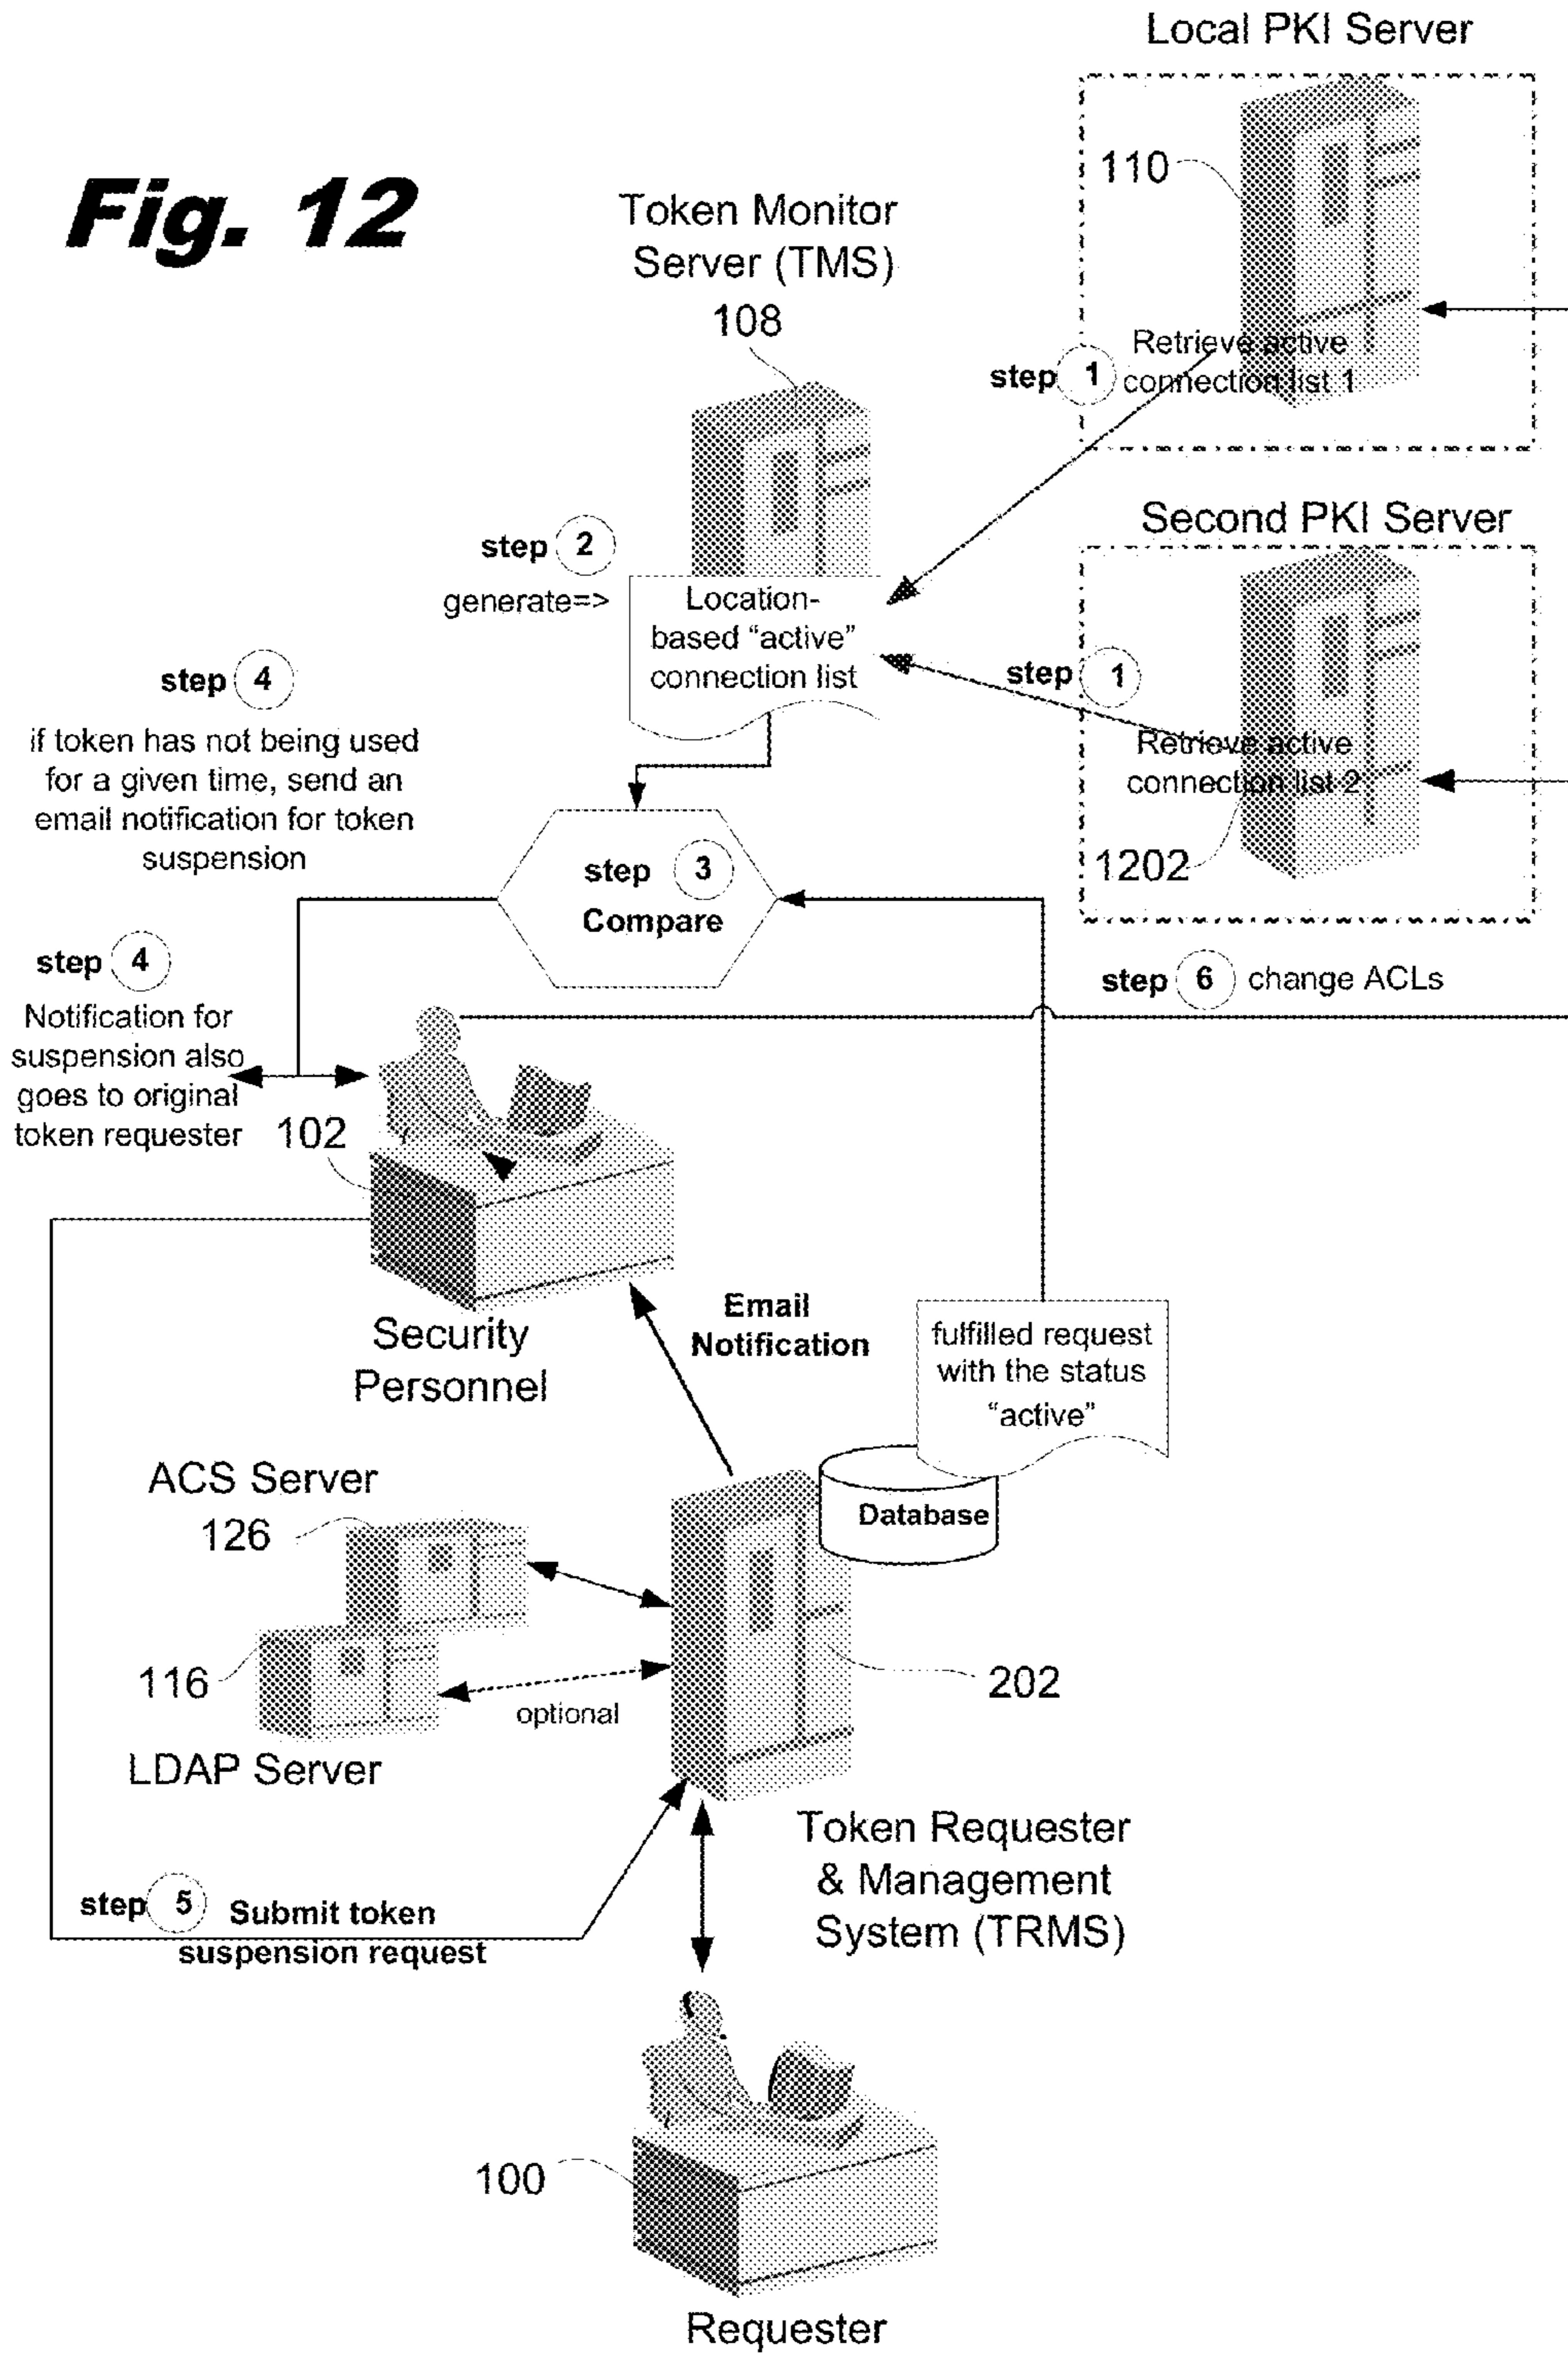 Local PKI Server
Fig. 12
110
Token Monitor
Server (TMS)
108
step 1
Retrieve active
connection list 1
Second PKI Server
step 2
generate=>
Location-
based “active”
connection list
step 1
Retrieve active
connection list 2
1202
step 4
if token has not being used
for a given time, send an
email notification for token
suspension
step 3
Compare
step 4
Notification for
suspension also
goes to original
token requester
step 6 change ACLs
102
Security
Personnel
Email
Notification
fulfilled request
with the status
“active”
Database
ACS Server
126
116
LDAP Server
optional
202
Token Requester
& Management
System (TRMS)
step 5 Submit token
suspension request
100
Requester